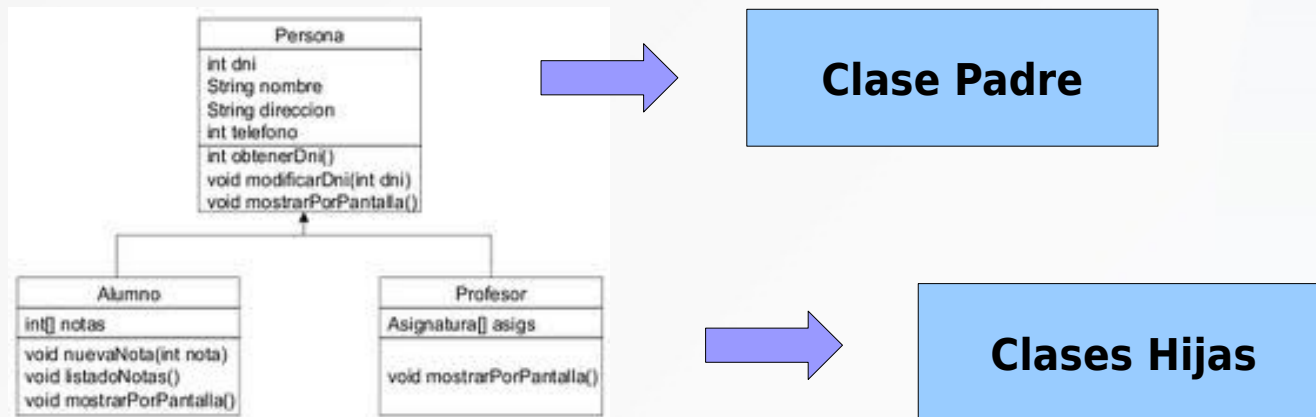 Persona
int dni
String nombre
String direccion
int telefono
int obtenerDni()
void modificarDni(int dni)
void mostrarPorPantalla()
Clase Padre
Alumno
int[] notas
void nuevaNota(int nota)
void listadoNotas()
void mostrarPorPantalla()
Profesor
Asignatura[] asigs
void mostrarPorPantalla()
Clases Hijas